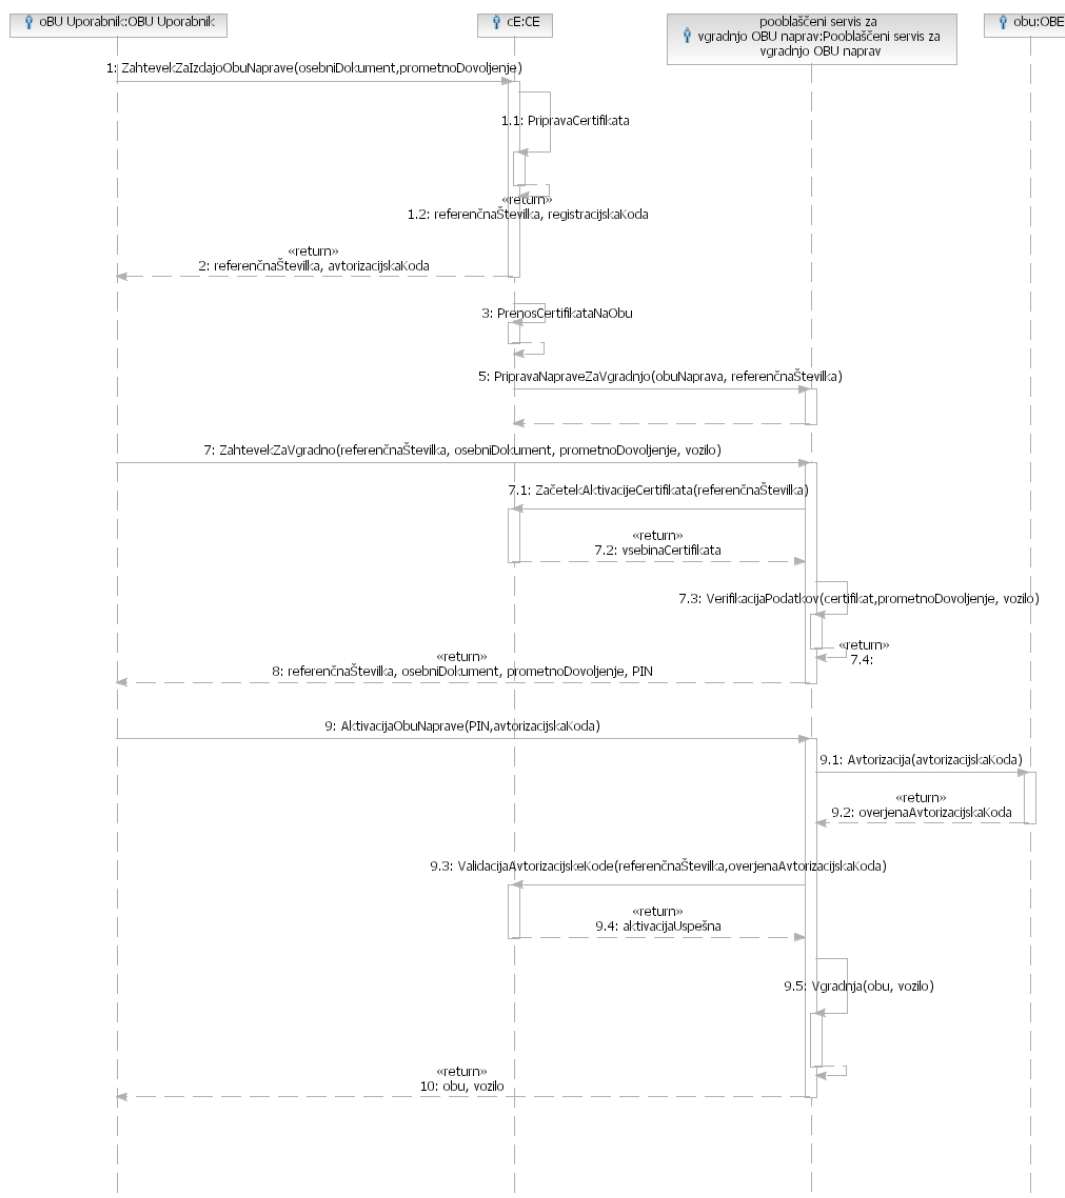 oBU Uporabnik:OBU Uporabnik
cE:CE
pooblaščeni servis za
vgradnjo OBU naprav:Pooblaščeni servis za
vgradnjo OBU naprav
obu:OBE
1: ZahtevekZaIzdajoObuNaprave(osebniDokument,prometnoDovoljenje)
1.1: PripravaCertifikata
«return»
1.2: referenčnaŠtevilka, registracijskaKoda
«return»
2: referenčnaŠtevilka, avtorizacijskaKoda
3: PrenosCertifikataNaObu
5: PripravaNapraveZaVgradnjo(obuNaprava, referenčnaŠtevilka)
7: ZahtevekZaVgradno(referenčnaŠtevilka, osebniDokument, prometnoDovoljenje, vozilo)
7.1: ZačetekAktivacijeCertifikata(referenčnaŠtevilka)
«return»
7.2: vsebinaCertifikata
7.3: VerifikacijaPodatkov(certifikat,prometnoDovoljenje, vozilo)
«return»
7.4:
«return»
8: referenčnaŠtevilka, osebniDokument, prometnoDovoljenje, PIN
9: AktivacijaObuNaprave(PIN,avtorizacijskaKoda)
9.1: Avtorizacija(avtorizacijskaKoda)
«return»
9.2: overjenaAvtorizacijskaKoda
9.3: ValidacijaAvtorizacijskeKode(referenčnaŠtevilka,overjenaAvtorizacijskaKoda)
«return»
9.4: aktivacijaUspešna
9.5: Vgradnja(obu, vozilo)
«return»
10: obu, vozilo